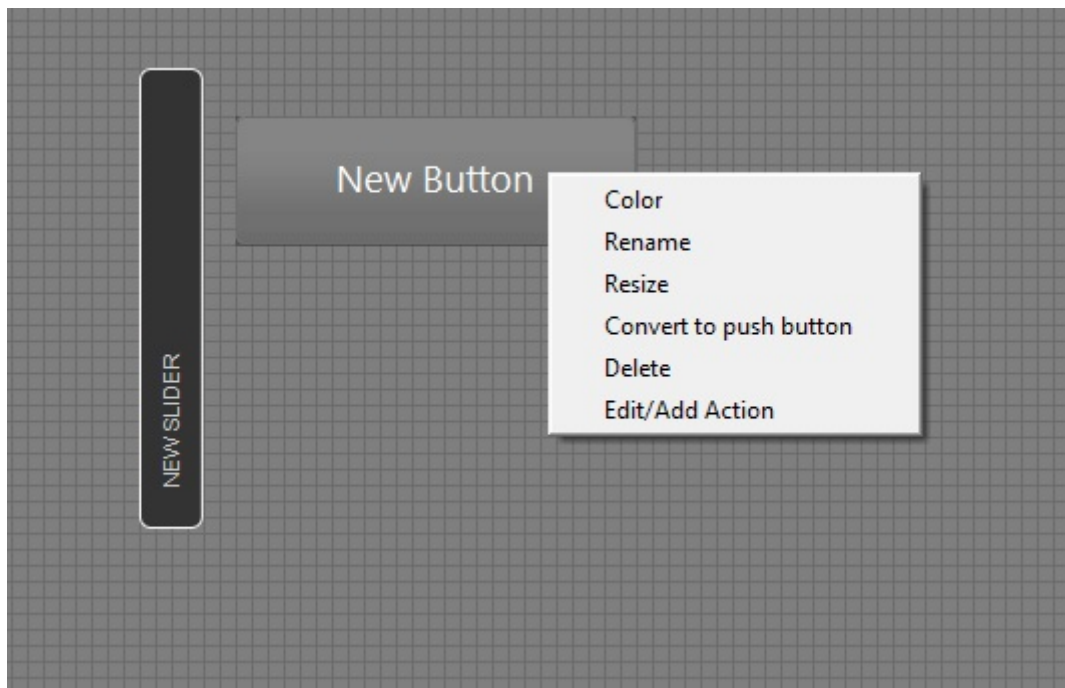 NEW SLIDER
New Button
Color
Rename
Resize
Convert to push button
Delete
Edit/Add Action